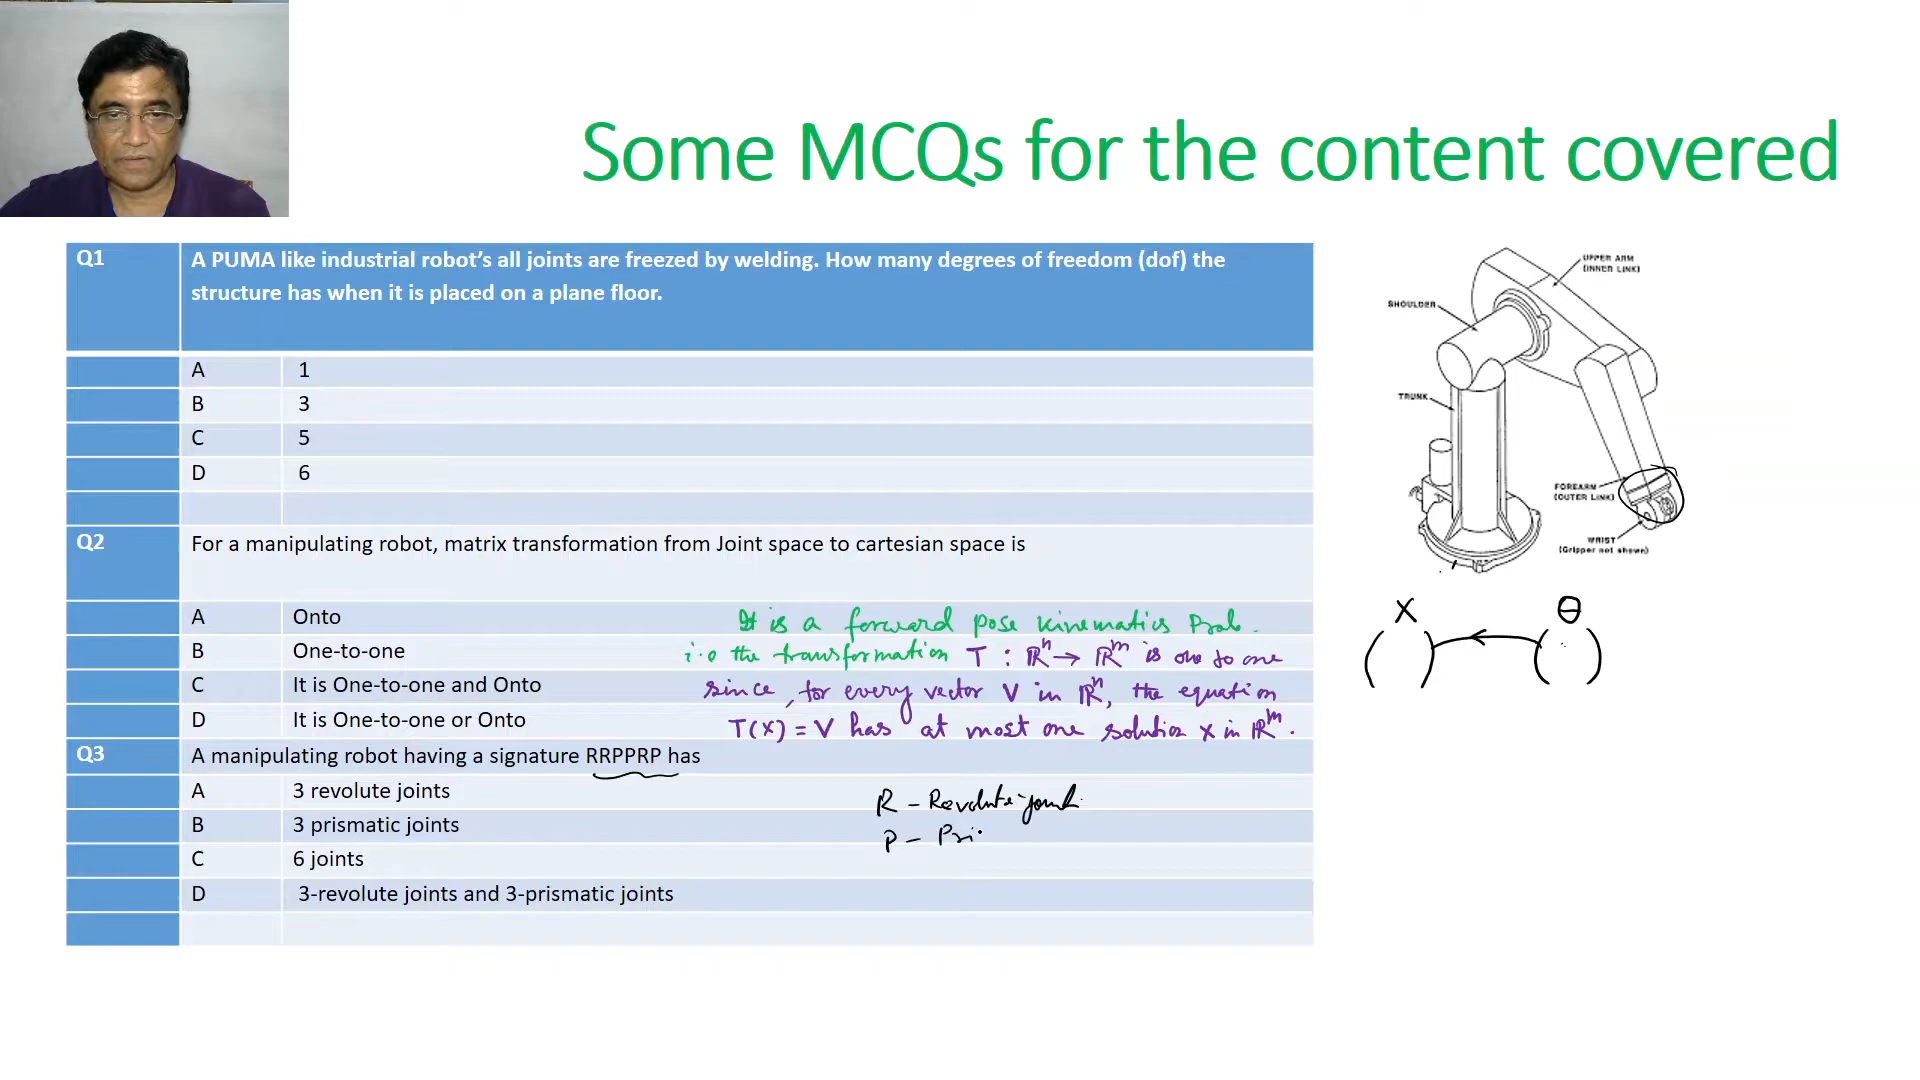 Some MCQs for the content covered
Q1 A PUMA like industrial robot's all joints are freezed by welding. How many degrees of freedom (dof) the
structure has when it is placed on a plane floor.
A 1
B 3
C 5
D 6
Q2 For a manipulating robot, matrix transformation from Joint space to cartesian space is
A Onto
B One-to-one
C It is One-to-one and Onto
D It is One-to-one or Onto
It is a forward pose kinematics Prob.
i.e the transformation T : ℝⁿ → ℝᵐ is one to one
since, for every vector V in ℝⁿ, the equation
T(X) = V has at most one solution X in ℝᵐ.
Q3 A manipulating robot having a signature RRPPRP has
A 3 revolute joints
B 3 prismatic joints
C 6 joints
D 3-revolute joints and 3-prismatic joints
R – Revolute-joint
P – Pri
UPPER ARM
(INNER LINK)
SHOULDER
TRUNK
FOREARM
(OUTER LINK)
WRIST
(Gripper not shown)
X Θ